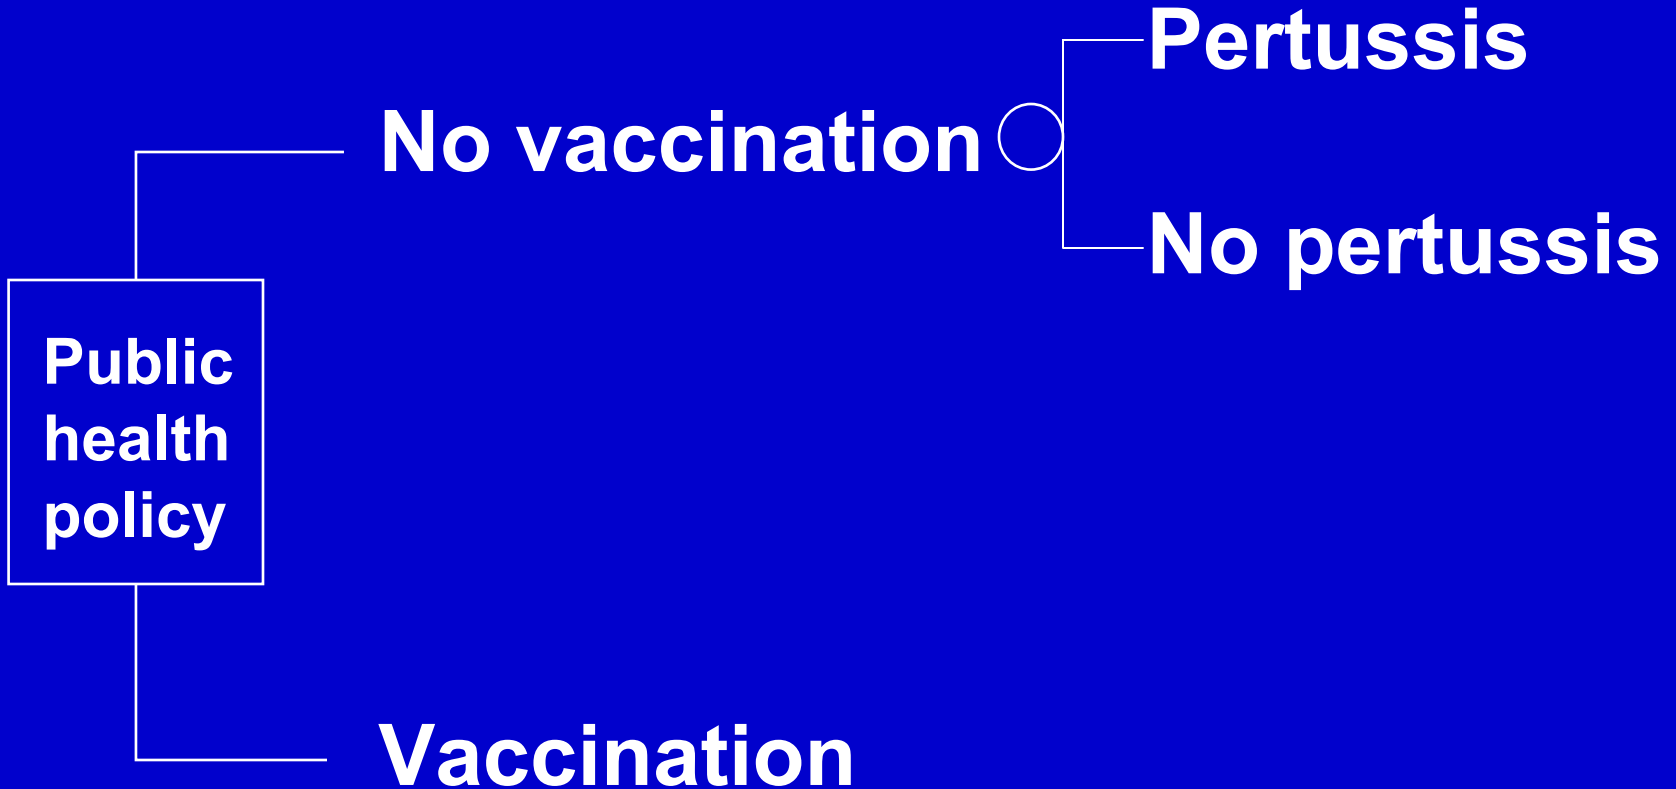 Pertussis
No vaccination
No pertussis
Public
health
policy
Vaccination